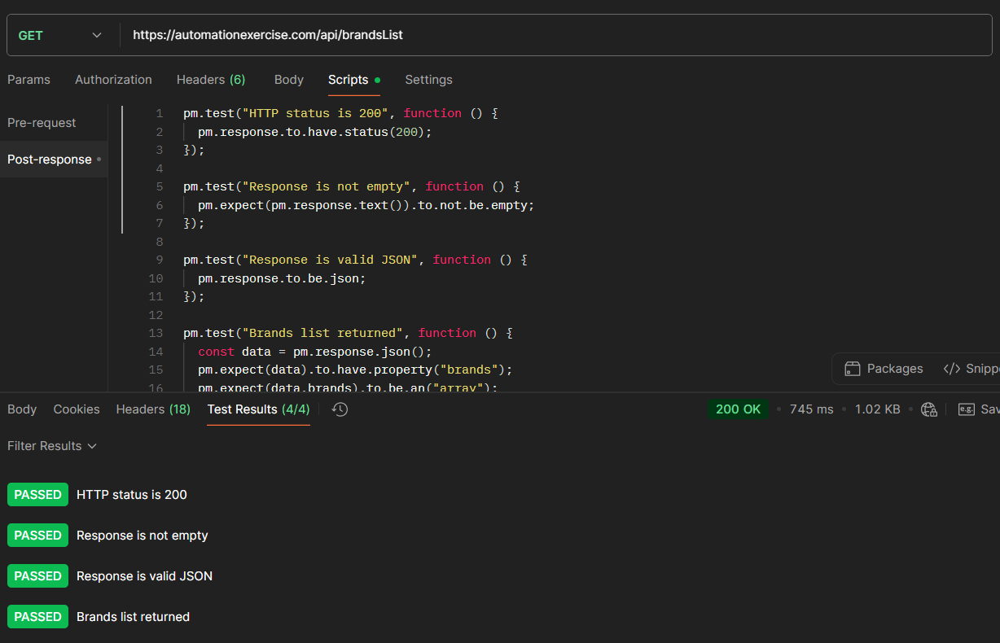 GET https://automationexercise.com/api/brandsList
Params Authorization Headers (6) Body Scripts Settings
Pre-request
Post-response
1 pm.test("HTTP status is 200", function () {
2 pm.response.to.have.status(200);
3 });
4
5 pm.test("Response is not empty", function () {
6 pm.expect(pm.response.text()).to.not.be.empty;
7 });
8
9 pm.test("Response is valid JSON", function () {
10 pm.response.to.be.json;
11 });
12
13 pm.test("Brands list returned", function () {
14 const data = pm.response.json();
15 pm.expect(data).to.have.property("brands");
16 pm.expect(data.brands).to.be.an("array");
Packages </> Snipp
Body Cookies Headers (18) Test Results (4/4) 200 OK • 745 ms • 1.02 KB • e.g. Sav
Filter Results
PASSED HTTP status is 200
PASSED Response is not empty
PASSED Response is valid JSON
PASSED Brands list returned